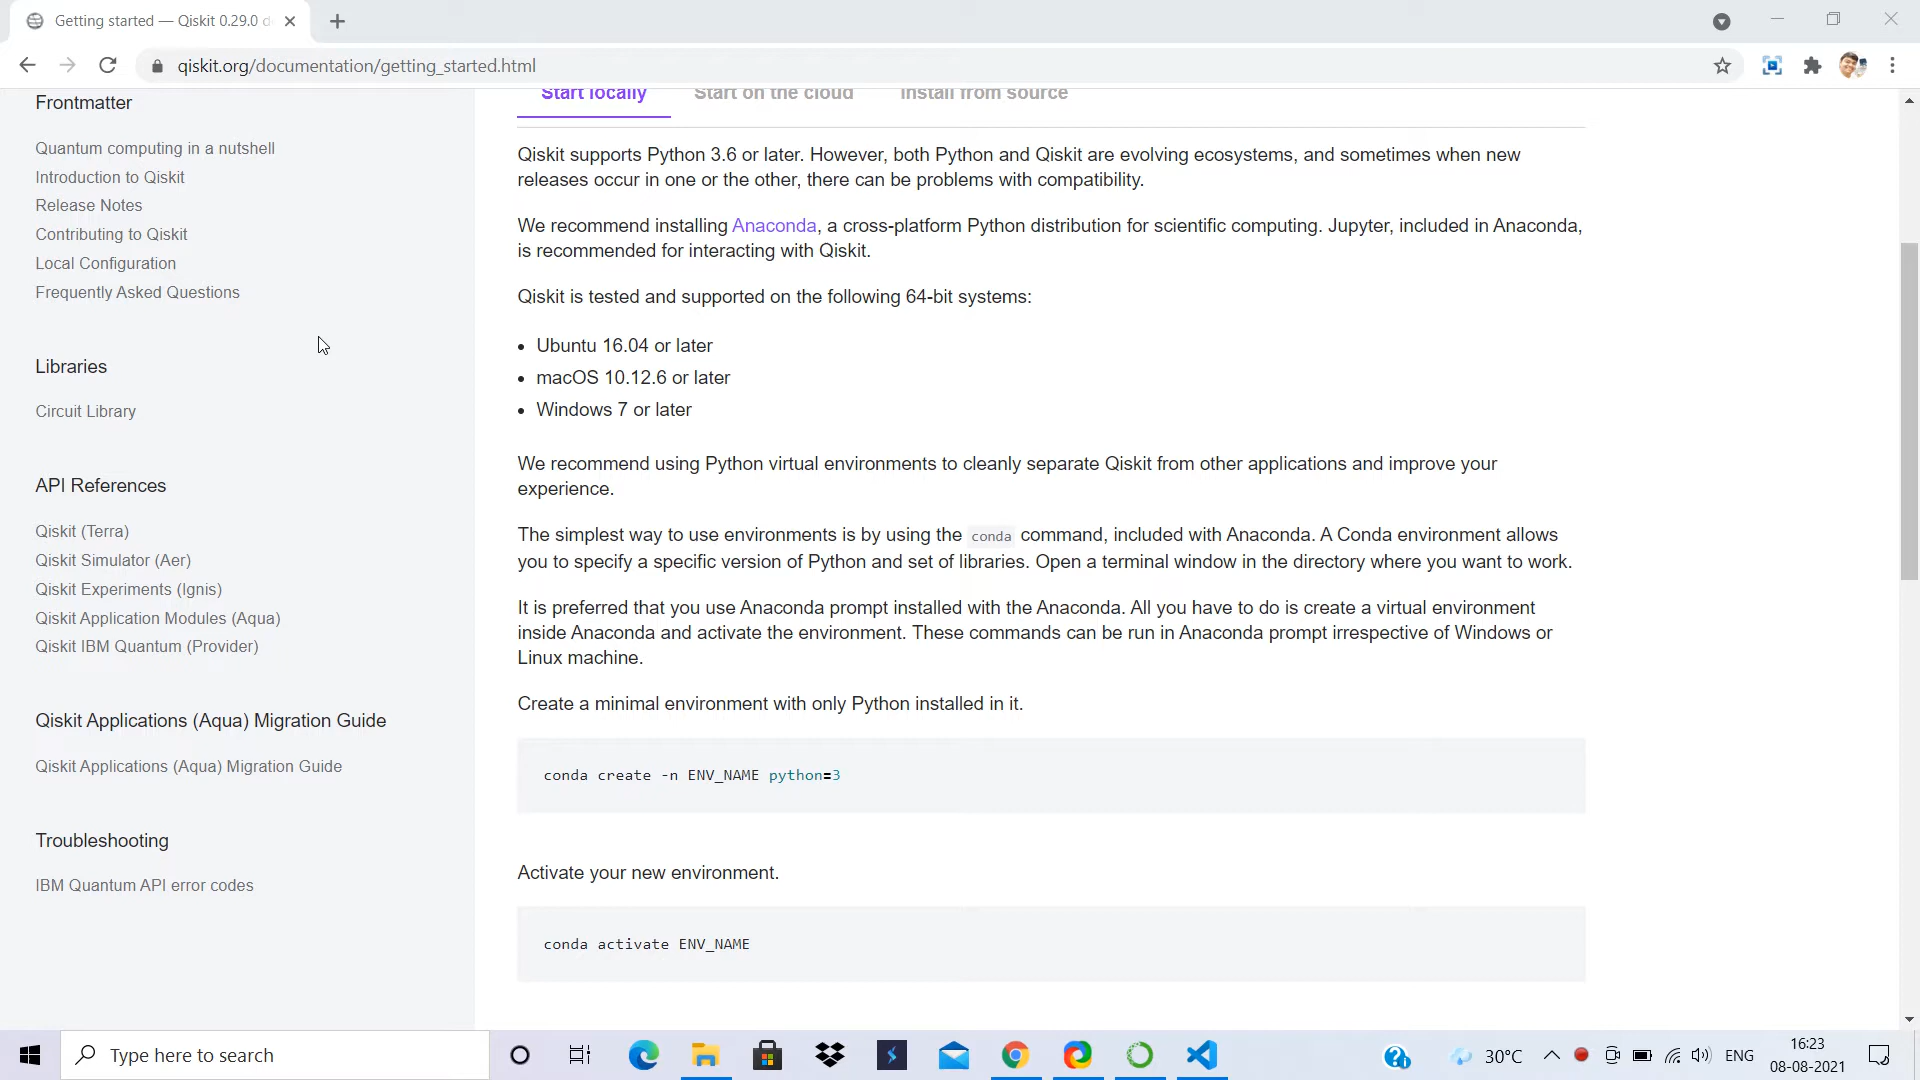 Getting started — Qiskit 0.29.0 d
qiskit.org/documentation/getting_started.html
Frontmatter
Quantum computing in a nutshell
Introduction to Qiskit
Release Notes
Contributing to Qiskit
Local Configuration
Frequently Asked Questions
Libraries
Circuit Library
API References
Qiskit (Terra)
Qiskit Simulator (Aer)
Qiskit Experiments (Ignis)
Qiskit Application Modules (Aqua)
Qiskit IBM Quantum (Provider)
Qiskit Applications (Aqua) Migration Guide
Qiskit Applications (Aqua) Migration Guide
Troubleshooting
IBM Quantum API error codes
Start locally Start on the cloud Install from source
Qiskit supports Python 3.6 or later. However, both Python and Qiskit are evolving ecosystems, and sometimes when new
releases occur in one or the other, there can be problems with compatibility.
We recommend installing Anaconda, a cross-platform Python distribution for scientific computing. Jupyter, included in Anaconda,
is recommended for interacting with Qiskit.
Qiskit is tested and supported on the following 64-bit systems:
• Ubuntu 16.04 or later
• macOS 10.12.6 or later
• Windows 7 or later
We recommend using Python virtual environments to cleanly separate Qiskit from other applications and improve your
experience.
The simplest way to use environments is by using the conda command, included with Anaconda. A Conda environment allows
you to specify a specific version of Python and set of libraries. Open a terminal window in the directory where you want to work.
It is preferred that you use Anaconda prompt installed with the Anaconda. All you have to do is create a virtual environment
inside Anaconda and activate the environment. These commands can be run in Anaconda prompt irrespective of Windows or
Linux machine.
Create a minimal environment with only Python installed in it.
conda create -n ENV_NAME python=3
Activate your new environment.
conda activate ENV_NAME
Type here to search
30°C
ENG
16:23
08-08-2021